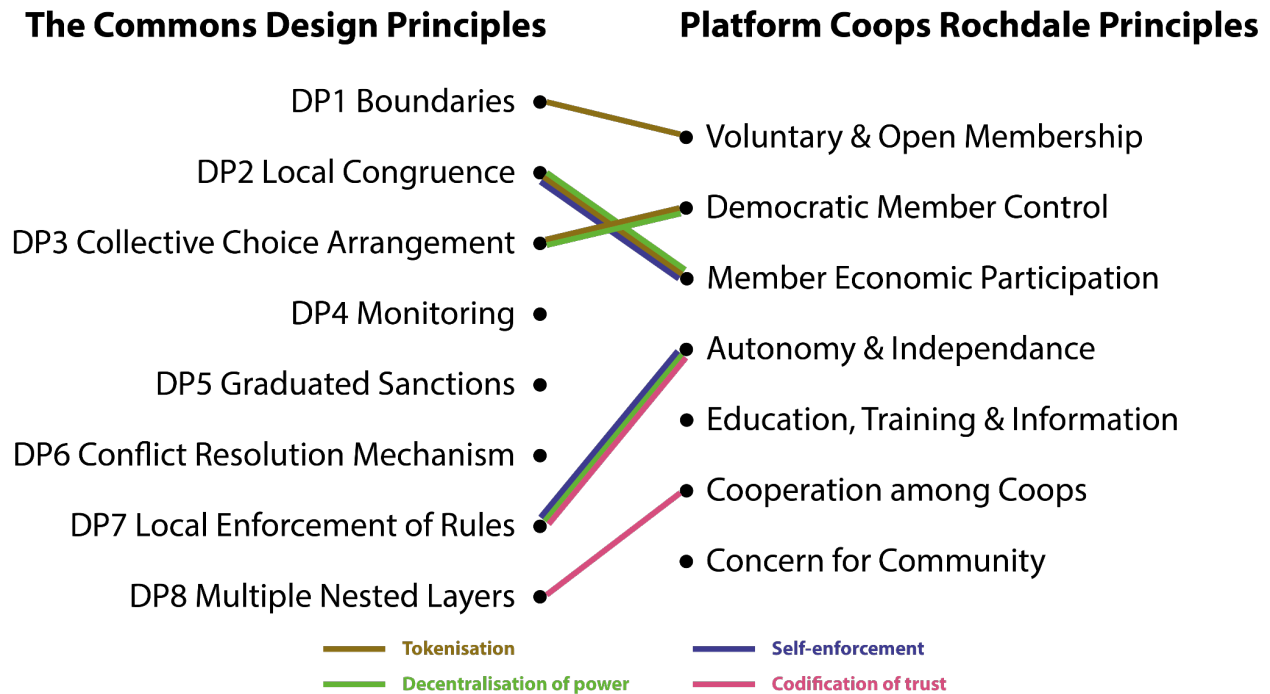 The Commons Design Principles
DP1 Boundaries
DP2 Local Congruence
DP3 Collective Choice Arrangement
DP4 Monitoring
DP5 Graduated Sanctions
DP6 Conflict Resolution Mechanism
DP7 Local Enforcement of Rules
DP8 Multiple Nested Layers
Platform Coops Rochdale Principles
Voluntary & Open Membership
Democratic Member Control
Member Economic Participation
Autonomy & Independance
Education, Training & Information
Cooperation among Coops
Concern for Community
Tokenisation
Decentralisation of power
Self-enforcement
Codification of trust